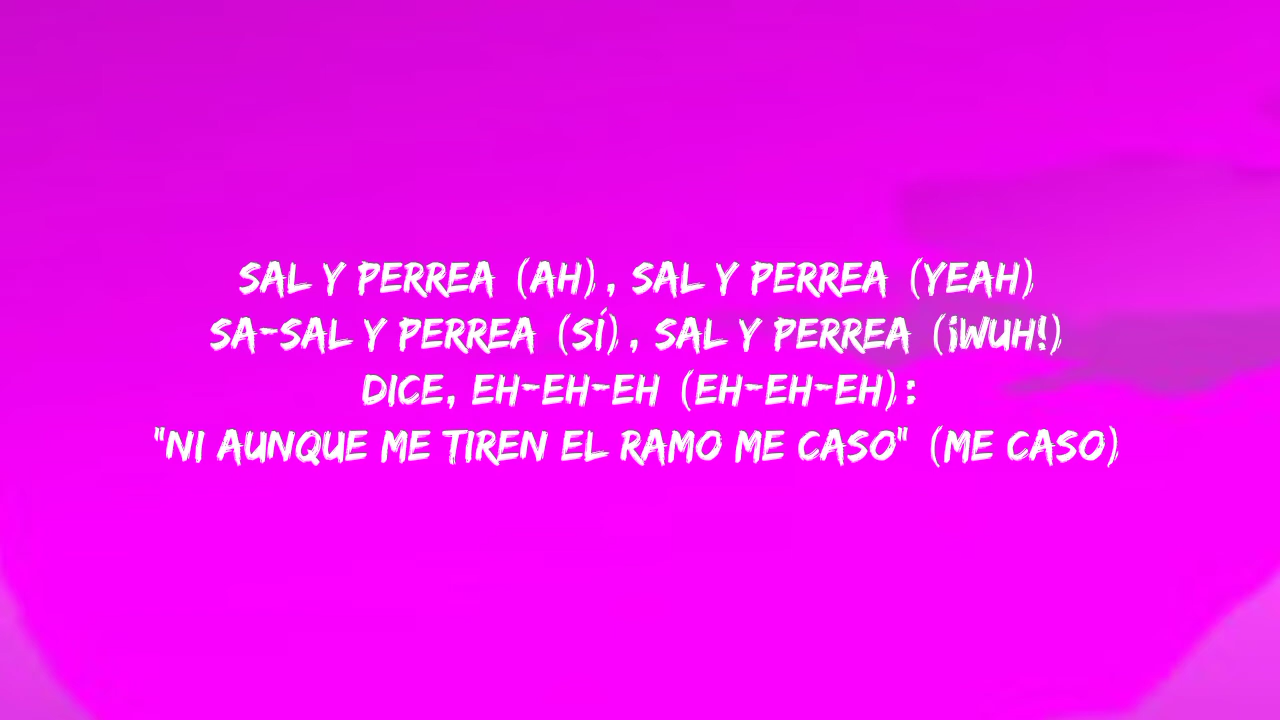 SAL Y PERREA (AH), SAL Y PERREA (YEAH)
SA-SAL Y PERREA (SÍ), SAL Y PERREA (¡WUH!)
DICE, EH-EH-EH (EH-EH-EH):
"NI AUNQUE ME TIREN EL RAMO ME CASO" (ME CASO)